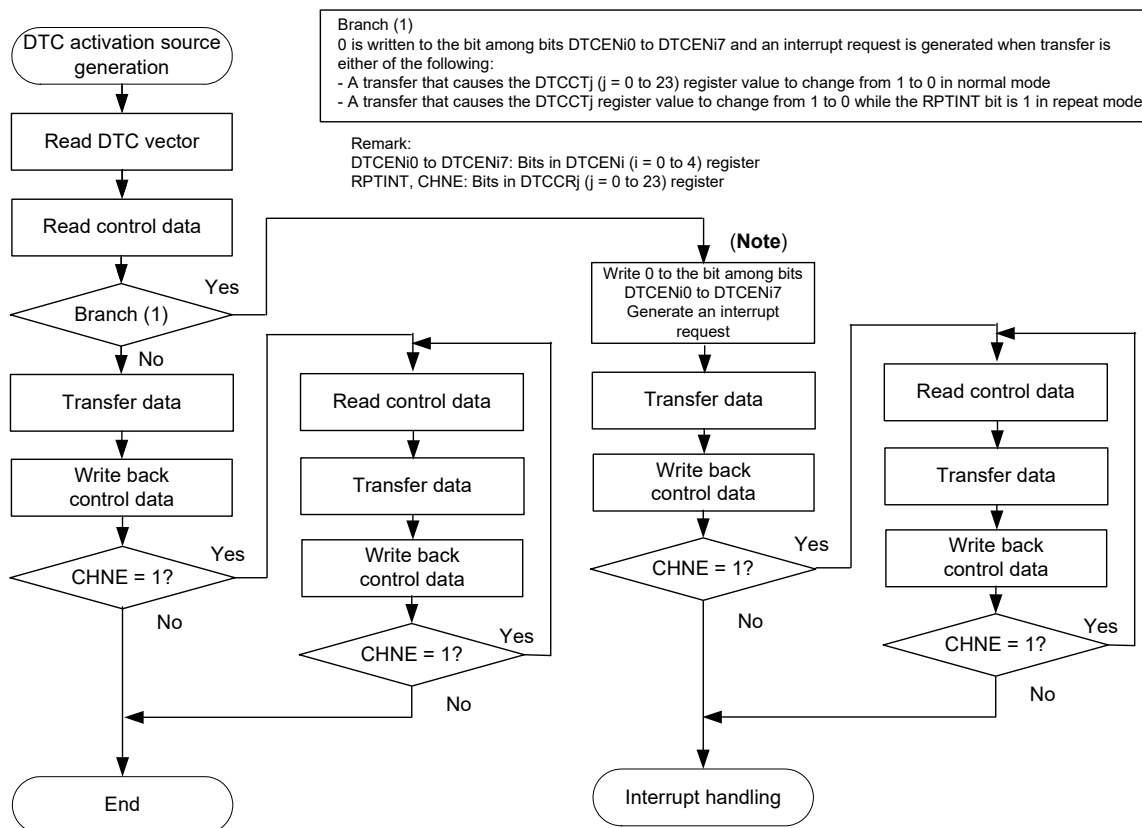 DTC activation source
generation
Branch (1)
0 is written to the bit among bits DTCENi0 to DTCENi7 and an interrupt request is generated when transfer is
either of the following:
- A transfer that causes the DTCCTj (j = 0 to 23) register value to change from 1 to 0 in normal mode
- A transfer that causes the DTCCTj register value to change from 1 to 0 while the RPTINT bit is 1 in repeat mode
Remark:
DTCENi0 to DTCENi7: Bits in DTCENi (i = 0 to 4) register
RPTINT, CHNE: Bits in DTCCRj (j = 0 to 23) register
Read DTC vector
Read control data
Branch (1)
Yes
No
Transfer data
Write back
control data
CHNE = 1?
Yes
No
End
Read control data
Transfer data
Write back
control data
CHNE = 1?
Yes
No
(Note)
Write 0 to the bit among bits
DTCENi0 to DTCENi7
Generate an interrupt
request
Transfer data
Write back
control data
CHNE = 1?
Yes
No
Interrupt handling
Read control data
Transfer data
Write back
control data
CHNE = 1?
Yes
No